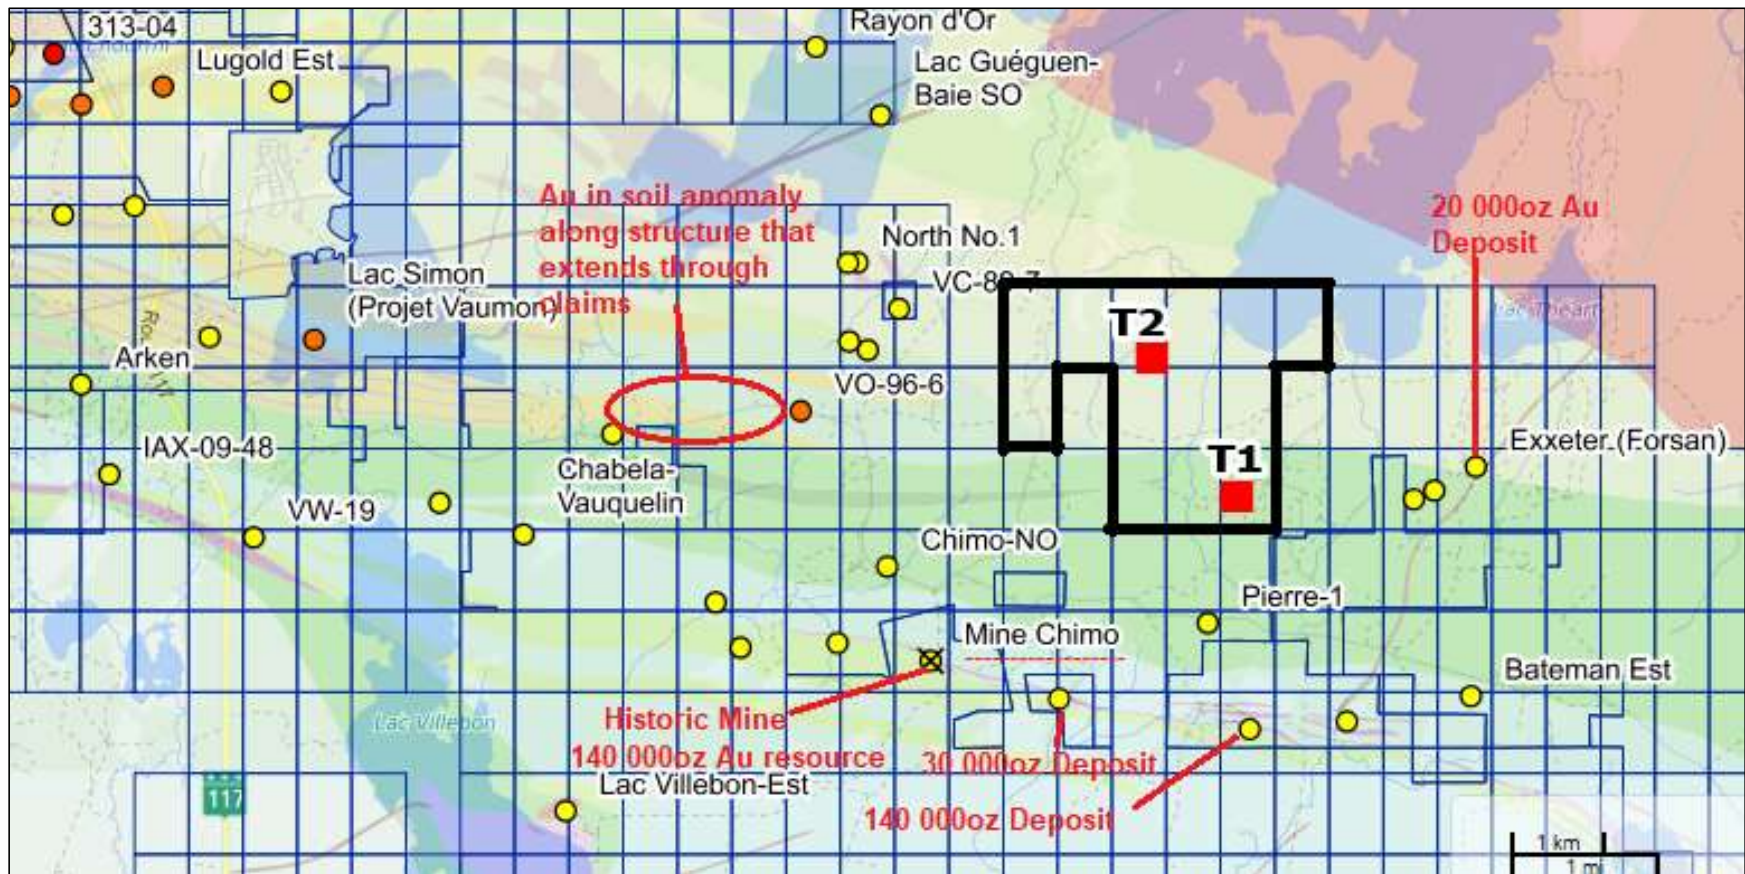 313-04
Lugold Est
Rayon d'Or
Lac Guéguen-
Baie SO
Au in soil anomaly
along structure that
extends through
claims
20 000oz Au
Deposit
North No.1
VC-89-7
Lac Simon
(Projet Vaumon)
T2
Arken
VO-96-6
IAX-09-48
T1
Exxeter (Forsan)
Chabela-
Vauquelin
VW-19
Chimo-NO
Pierre-1
Mine Chimo
Bateman Est
Lac Villebon
Historic Mine
140 000oz Au resource
30 000oz Deposit
Lac Villebon-Est
117
140 000oz Deposit
1 km
1 mi